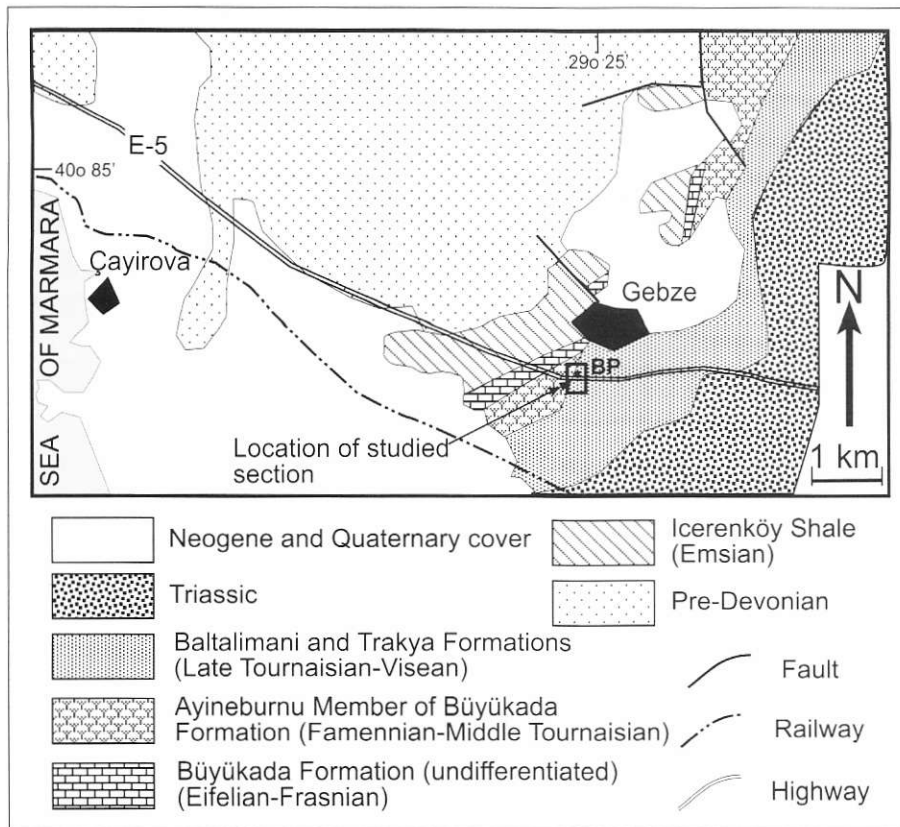 29o 25'
E-5
40o 85'
SEA OF MARMARA
Çayirova
Gebze
N
BP
Location of studied
section
1 km
Neogene and Quaternary cover
Triassic
Baltalimani and Trakya Formations
(Late Tournaisian-Visean)
Ayineburnu Member of Büyükada
Formation (Famennian-Middle Tournaisian)
Büyükada Formation (undifferentiated)
(Eifelian-Frasnian)
Icerenköy Shale
(Emsian)
Pre-Devonian
Fault
Railway
Highway